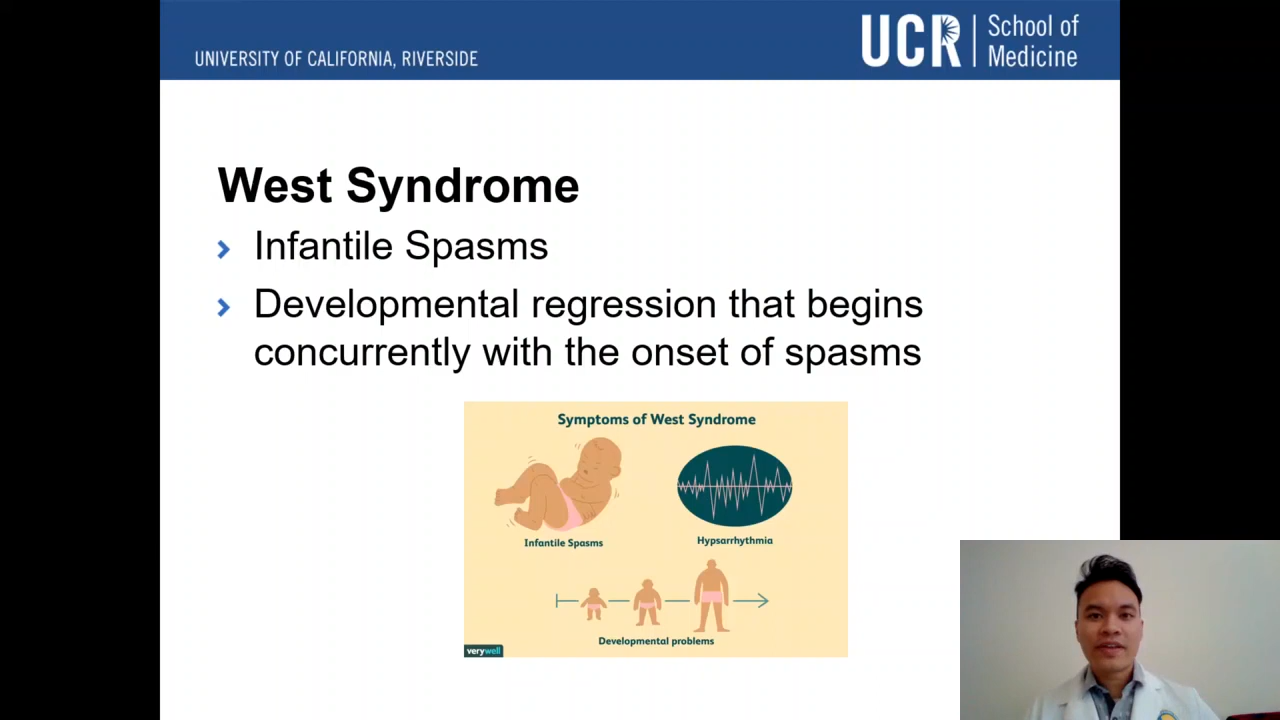 UNIVERSITY OF CALIFORNIA, RIVERSIDE
UCR School of
Medicine
West Syndrome
Infantile Spasms
Developmental regression that begins
concurrently with the onset of spasms
Symptoms of West Syndrome
Infantile Spasms
Hypsarrhythmia
Developmental problems
verywell